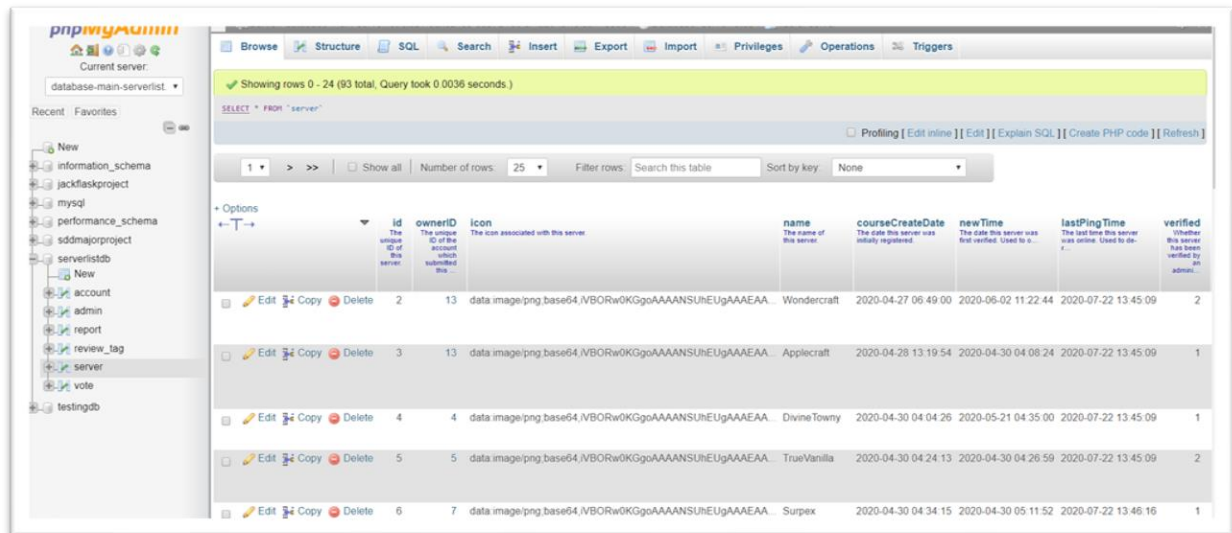 phpMyAdmin
Current server:
database-main-serverlist
Recent Favorites
New
information_schema
jackflaskproject
mysql
performance_schema
sddmajorproject
serverlistdb
New
account
admin
report
review_tag
server
vote
testingdb
Browse Structure SQL Search Insert Export Import Privileges Operations Triggers
Showing rows 0 - 24 (93 total, Query took 0.0036 seconds.)
SELECT * FROM `server`
Profiling [ Edit inline ] [ Edit ] [ Explain SQL ] [ Create PHP code ] [ Refresh ]
1 > >> Show all Number of rows: 25 Filter rows: Search this table Sort by key: None
+ Options
←T→ id ownerID icon name courseCreateDate newTime lastPingTime verified
The unique ID of this server.
The unique ID of the account which submitted this ...
The icon associated with this server.
The name of this server.
The date this server was initially registered.
The date this server was first verified. Used to o...
The last time this server was online. Used to de-r...
Whether this server has been verified by an admini...
Edit Copy Delete 2 13 data:image/png;base64,iVBORw0KGgoAAAANSUhEUgAAAEAA... Wondercraft 2020-04-27 06:49:00 2020-06-02 11:22:44 2020-07-22 13:45:09 2
Edit Copy Delete 3 13 data:image/png;base64,iVBORw0KGgoAAAANSUhEUgAAAEAA... Applecraft 2020-04-28 13:19:54 2020-04-30 04:08:24 2020-07-22 13:45:09 1
Edit Copy Delete 4 4 data:image/png;base64,iVBORw0KGgoAAAANSUhEUgAAAEAA... DivineTowny 2020-04-30 04:04:26 2020-05-21 04:35:00 2020-07-22 13:45:09 1
Edit Copy Delete 5 5 data:image/png;base64,iVBORw0KGgoAAAANSUhEUgAAAEAA... TrueVanilla 2020-04-30 04:24:13 2020-04-30 04:26:59 2020-07-22 13:45:09 2
Edit Copy Delete 6 7 data:image/png;base64,iVBORw0KGgoAAAANSUhEUgAAAEAA... Surpex 2020-04-30 04:34:15 2020-04-30 05:11:52 2020-07-22 13:46:16 1